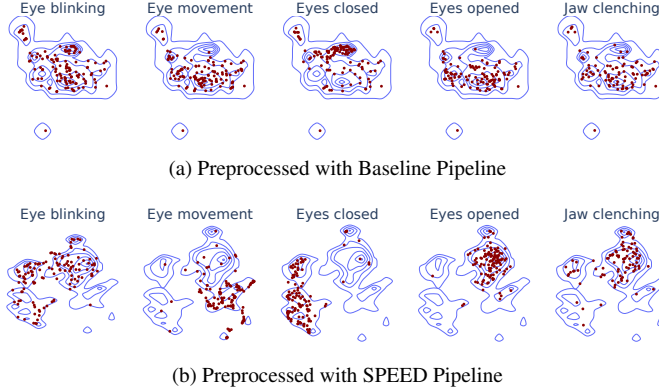 Eye blinking Eye movement Eyes closed Eyes opened Jaw clenching
(a) Preprocessed with Baseline Pipeline
Eye blinking Eye movement Eyes closed Eyes opened Jaw clenching
(b) Preprocessed with SPEED Pipeline